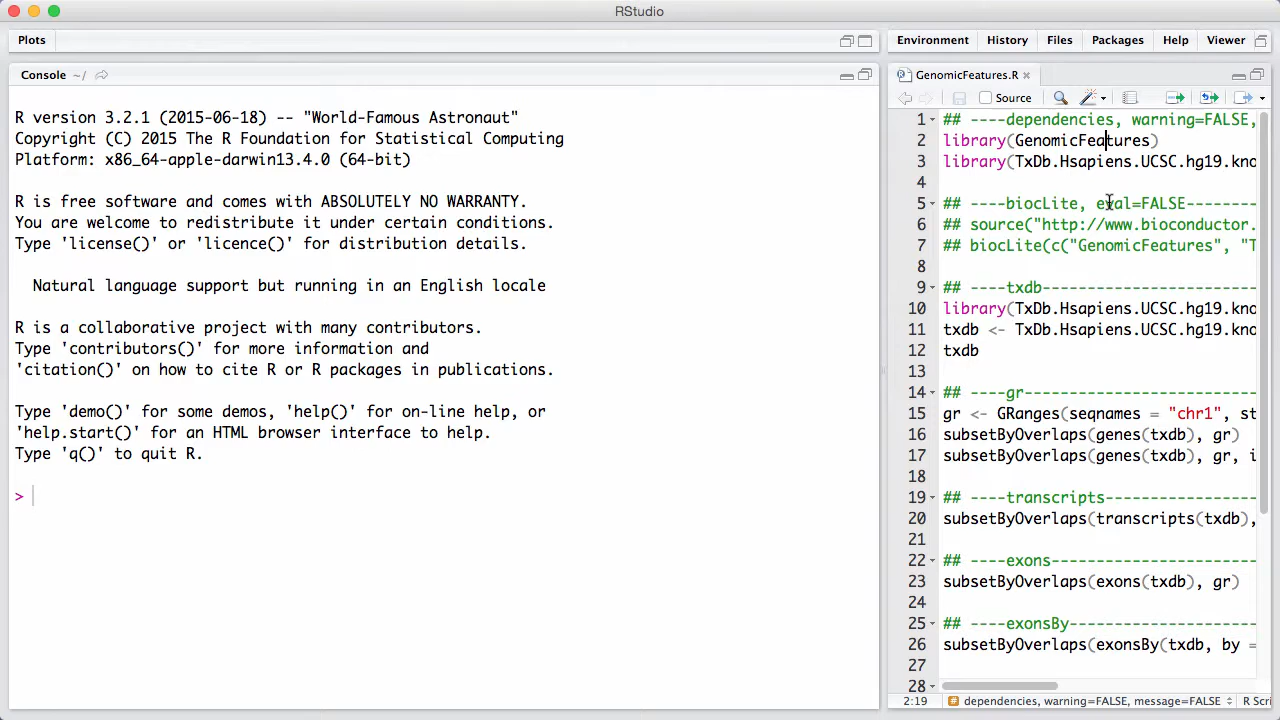 RStudio
Plots
Console ~/
R version 3.2.1 (2015-06-18) -- "World-Famous Astronaut"
Copyright (C) 2015 The R Foundation for Statistical Computing
Platform: x86_64-apple-darwin13.4.0 (64-bit)
R is free software and comes with ABSOLUTELY NO WARRANTY.
You are welcome to redistribute it under certain conditions.
Type 'license()' or 'licence()' for distribution details.
Natural language support but running in an English locale
R is a collaborative project with many contributors.
Type 'contributors()' for more information and
'citation()' on how to cite R or R packages in publications.
Type 'demo()' for some demos, 'help()' for on-line help, or
'help.start()' for an HTML browser interface to help.
Type 'q()' to quit R.
>
Environment History Files Packages Help Viewer
GenomicFeatures.R
Source
1 ## ----dependencies, warning=FALSE,
2 library(GenomicFeatures)
3 library(TxDb.Hsapiens.UCSC.hg19.kno
4
5 ## ----biocLite, eval=FALSE--------
6 ## source("http://www.bioconductor.
7 ## biocLite(c("GenomicFeatures", "T
8
9 ## ----txdb------------------------
10 library(TxDb.Hsapiens.UCSC.hg19.kno
11 txdb <- TxDb.Hsapiens.UCSC.hg19.kno
12 txdb
13
14 ## ----gr--------------------------
15 gr <- GRanges(seqnames = "chr1", st
16 subsetByOverlaps(genes(txdb), gr)
17 subsetByOverlaps(genes(txdb), gr, i
18
19 ## ----transcripts-----------------
20 subsetByOverlaps(transcripts(txdb),
21
22 ## ----exons-----------------------
23 subsetByOverlaps(exons(txdb), gr)
24
25 ## ----exonsBy---------------------
26 subsetByOverlaps(exonsBy(txdb, by =
27
28
2:19 # dependencies, warning=FALSE, message=FALSE R Scri